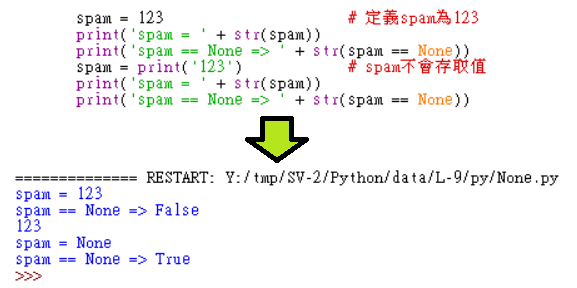 spam = 123 # 定義spam為123
print('spam = ' + str(spam))
print('spam == None => ' + str(spam == None))
spam = print('123') # spam不會存取值
print('spam = ' + str(spam))
print('spam == None => ' + str(spam == None))
============== RESTART: Y:/tmp/SV-2/Python/data/L-9/py/None.py
spam = 123
spam == None => False
123
spam = None
spam == None => True
>>>